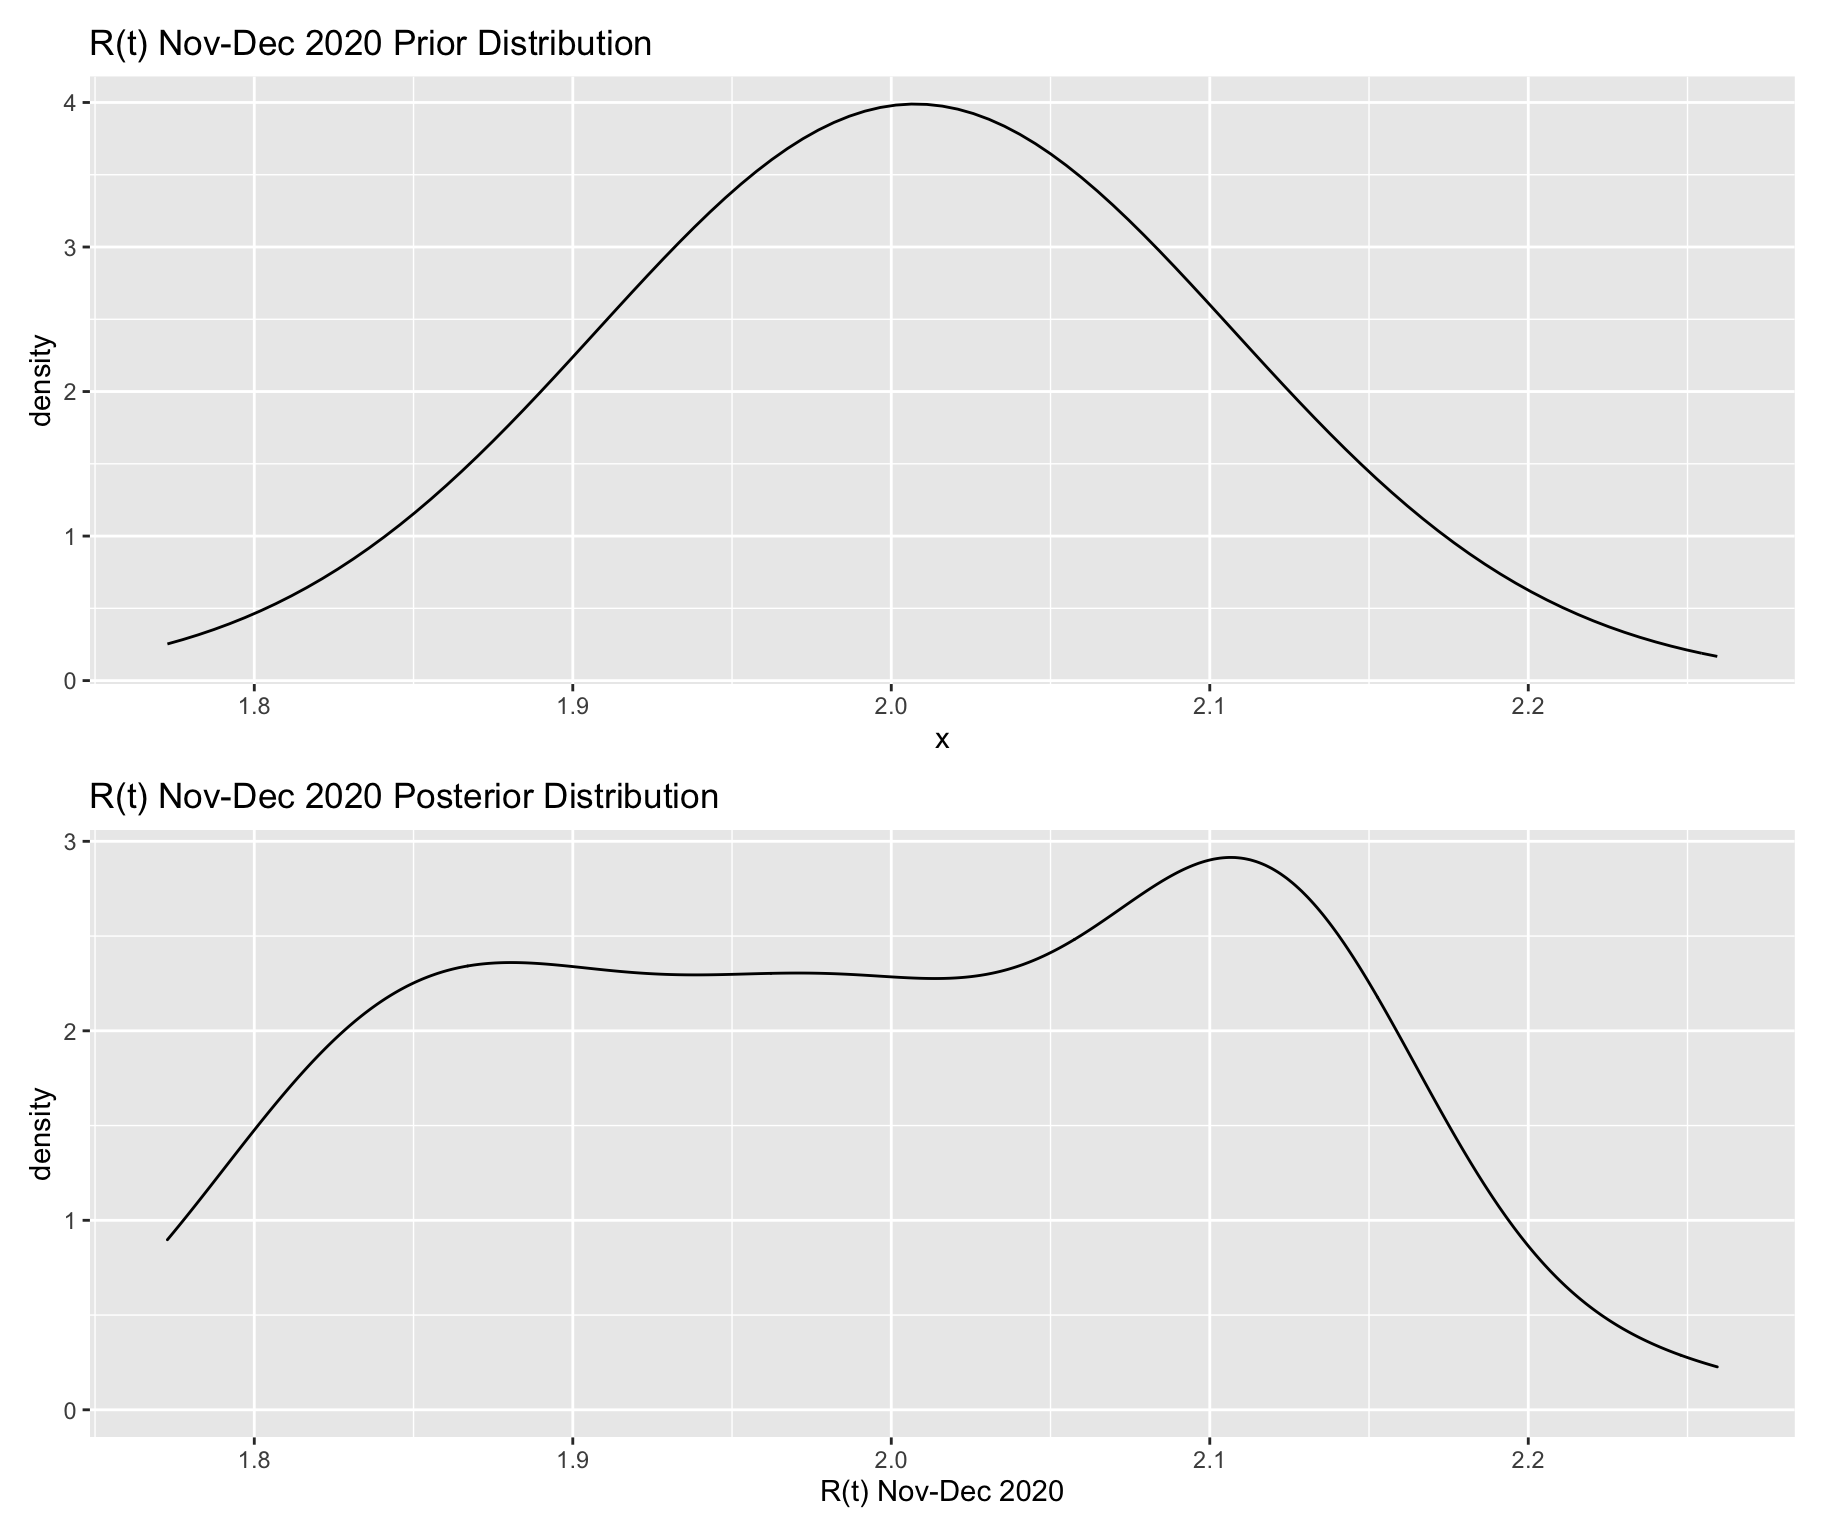 R(t) Nov-Dec 2020 Prior Distribution
4
3
2
1
0
density
1.8 1.9 2.0 2.1 2.2
x
R(t) Nov-Dec 2020 Posterior Distribution
3
2
1
0
density
1.8 1.9 2.0 2.1 2.2
R(t) Nov-Dec 2020